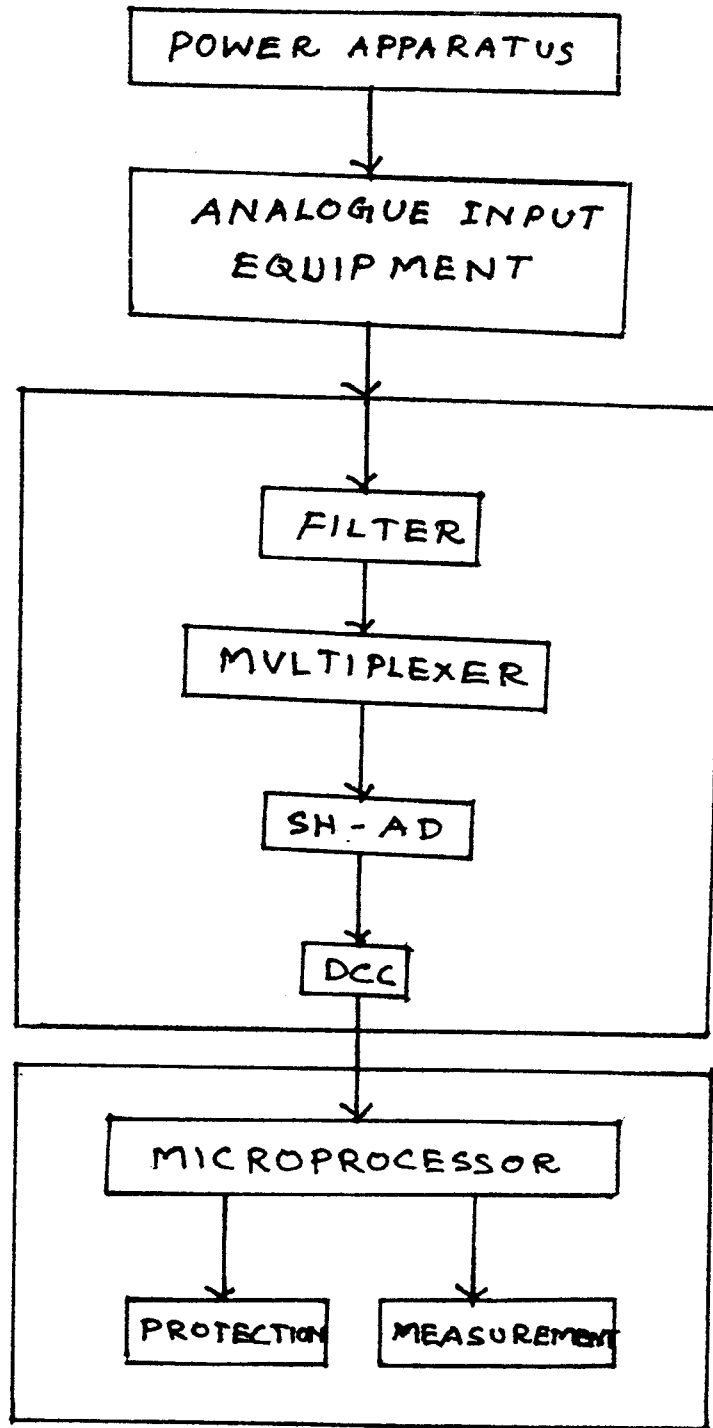 POWER APPARATUS
ANALOGUE INPUT
EQUIPMENT
FILTER
MVLTIPLEXER
SH-AD
DCC
MICROPROCESSOR
PROTECTION
MEASUREMENT